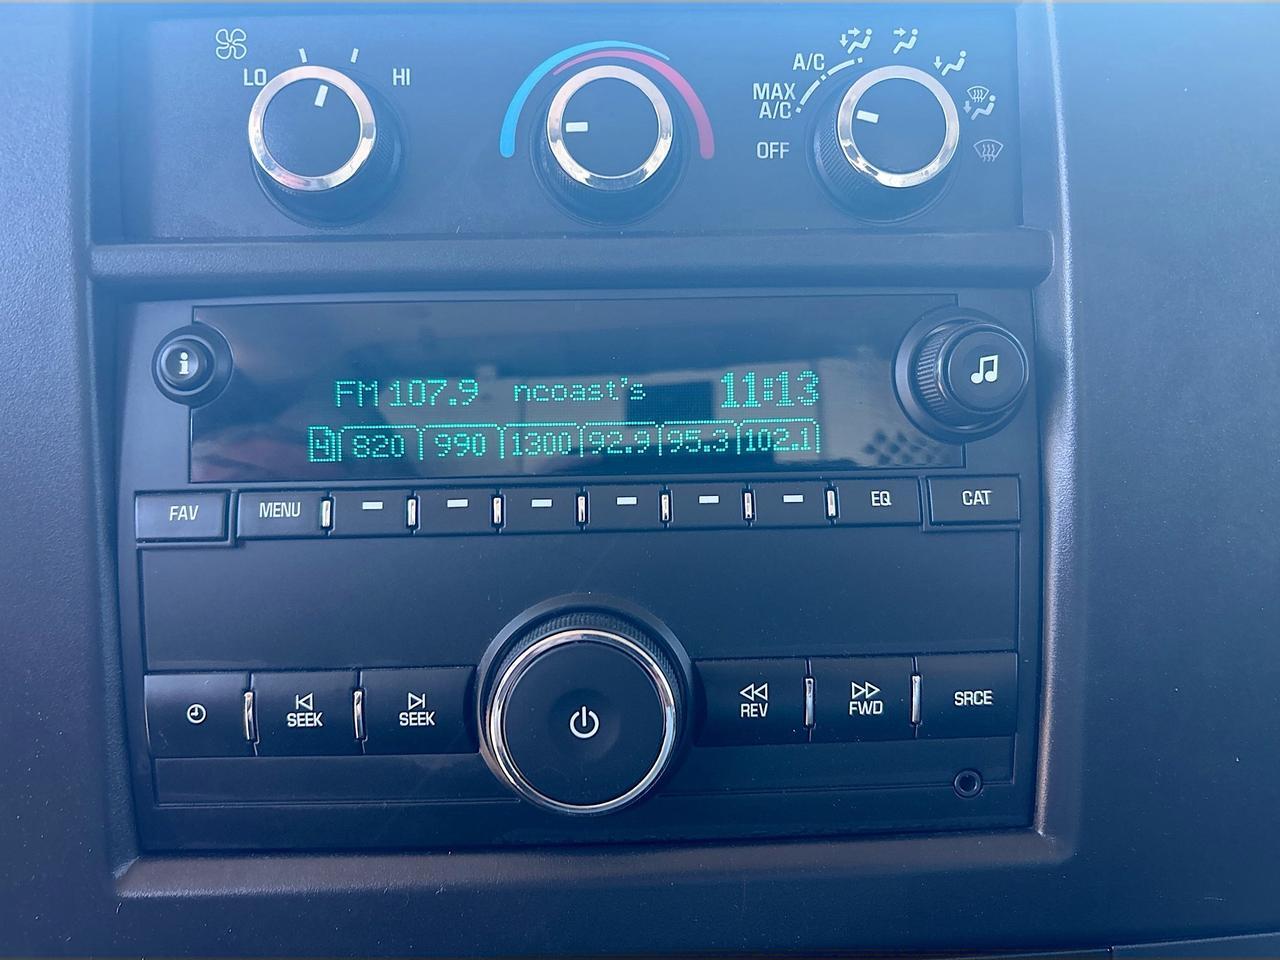 LO HI
A/C
MAX
A/C
OFF
i
FM 107.9 ncoast's 11:13
820 990 1300 92.9 95.3 102.1
FAV MENU EQ CAT
SEEK SEEK REV FWD SRCE